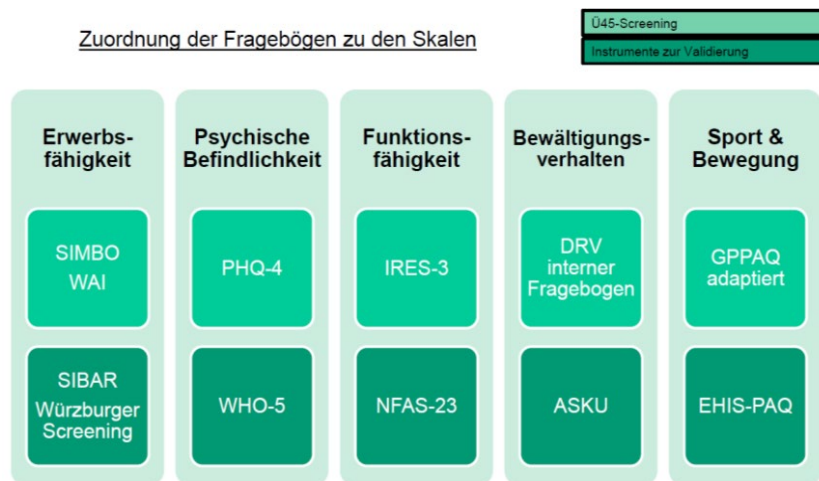 Zuordnung der Fragebögen zu den Skalen
Ü45-Screening
Instrumente zur Validierung
Erwerbs-
fähigkeit
SIMBO
WAI
SIBAR
Würzburger
Screening
Psychische
Befindlichkeit
PHQ-4
WHO-5
Funktions-
fähigkeit
IRES-3
NFAS-23
Bewältigungs-
verhalten
DRV
interner
Fragebogen
ASKU
Sport &
Bewegung
GPPAQ
adaptiert
EHIS-PAQ